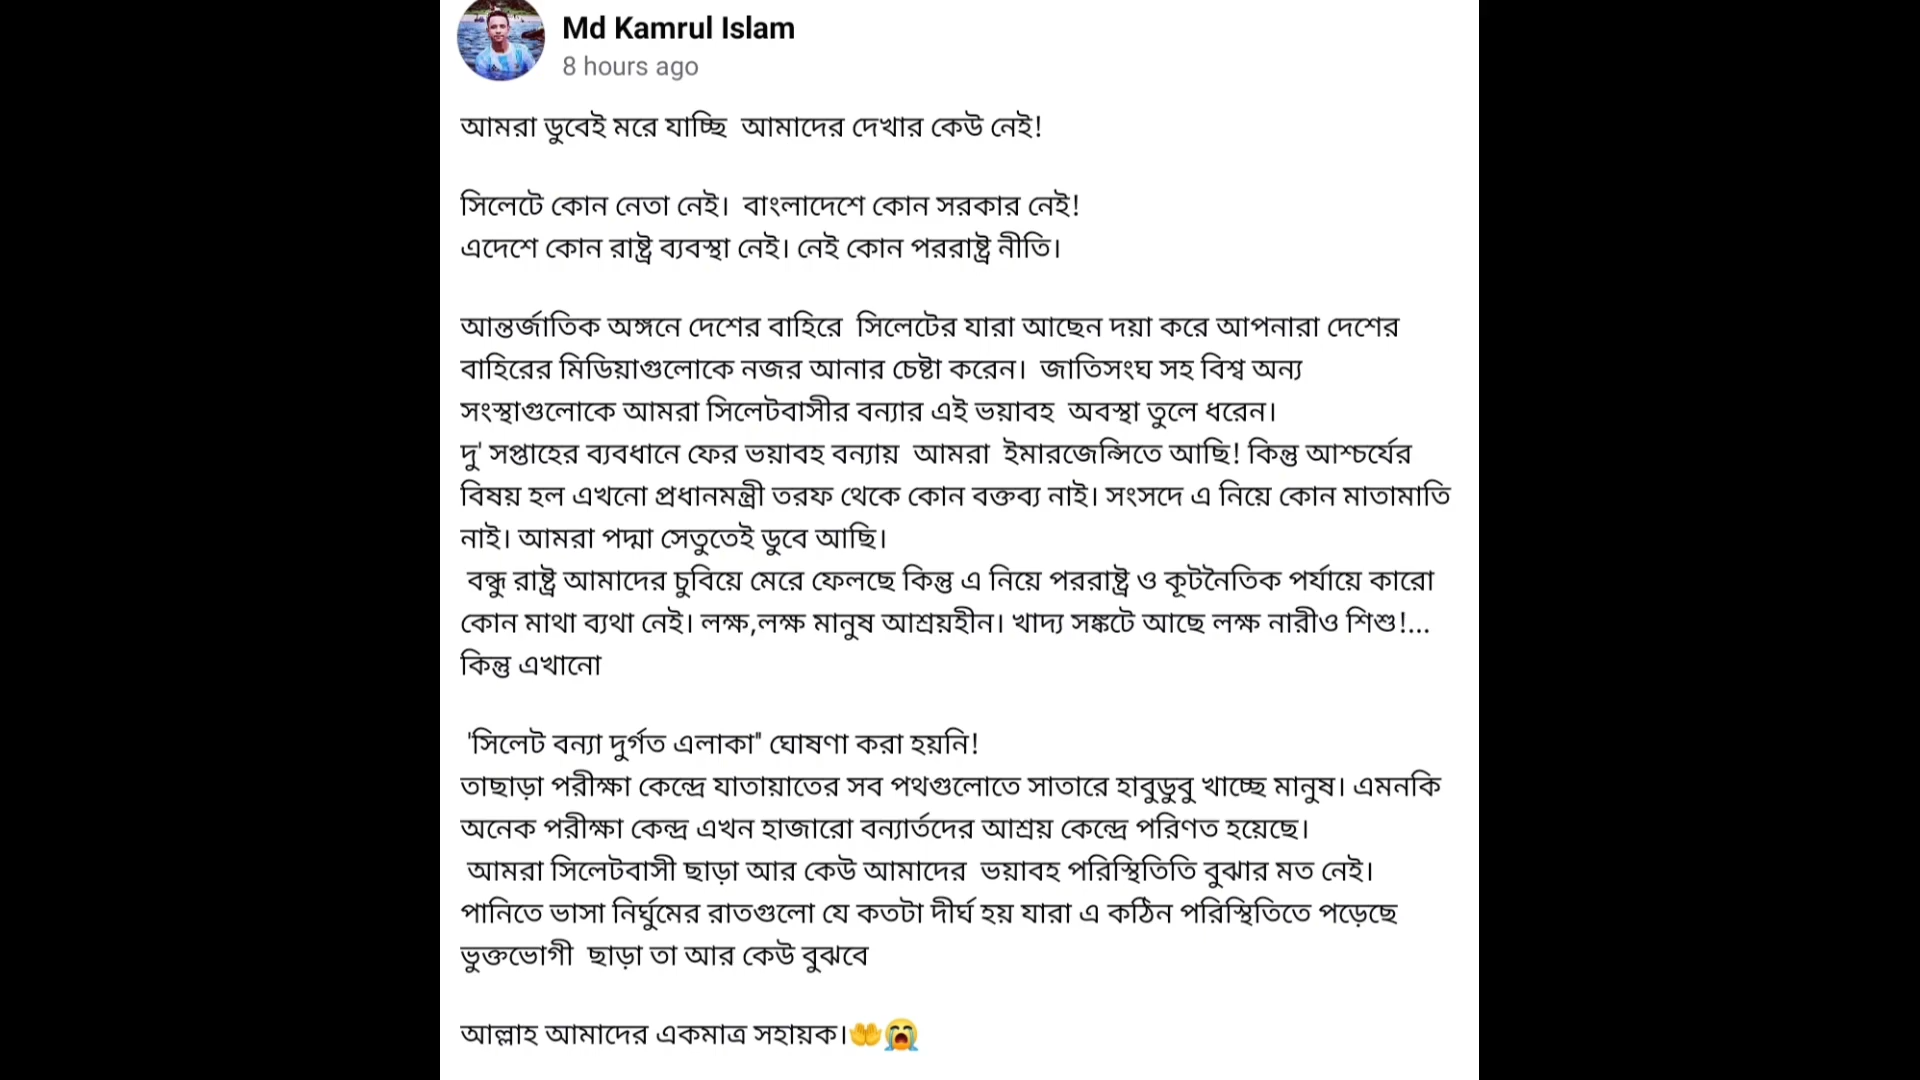 Md Kamrul Islam
8 hours ago
আমরা ডুবেই মরে যাচ্ছি  আমাদের দেখার কেউ নেই!
সিলেটে কোন নেতা নেই।  বাংলাদেশে কোন সরকার নেই!
এদেশে কোন রাষ্ট্র ব্যবস্থা নেই। নেই কোন পররাষ্ট্র নীতি।
আন্তর্জাতিক অঙ্গনে দেশের বাহিরে  সিলেটের যারা আছেন দয়া করে আপনারা দেশের
বাহিরের মিডিয়াগুলোকে নজর আনার চেষ্টা করেন।  জাতিসংঘ সহ বিশ্ব অন্য
সংস্থাগুলোকে আমরা সিলেটবাসীর বন্যার এই ভয়াবহ  অবস্থা তুলে ধরেন।
দু' সপ্তাহের ব্যবধানে ফের ভয়াবহ বন্যায়  আমরা  ইমারজেন্সিতে আছি! কিন্তু আশ্চর্যের
বিষয় হল এখনো প্রধানমন্ত্রী তরফ থেকে কোন বক্তব্য নাই। সংসদে এ নিয়ে কোন মাতামাতি
নাই। আমরা পদ্মা সেতুতেই ডুবে আছি।
বন্ধু রাষ্ট্র আমাদের চুবিয়ে মেরে ফেলছে কিন্তু এ নিয়ে পররাষ্ট্র ও কূটনৈতিক পর্যায়ে কারো
কোন মাথা ব্যথা নেই। লক্ষ,লক্ষ মানুষ আশ্রয়হীন। খাদ্য সঙ্কটে আছে লক্ষ নারীও শিশু!...
কিন্তু এখানো
'সিলেট বন্যা দুর্গত এলাকা" ঘোষণা করা হয়নি!
তাছাড়া পরীক্ষা কেন্দ্রে যাতায়াতের সব পথগুলোতে সাতারে হাবুডুবু খাচ্ছে মানুষ। এমনকি
অনেক পরীক্ষা কেন্দ্র এখন হাজারো বন্যার্তদের আশ্রয় কেন্দ্রে পরিণত হয়েছে।
আমরা সিলেটবাসী ছাড়া আর কেউ আমাদের  ভয়াবহ পরিস্থিতিতি বুঝার মত নেই।
পানিতে ভাসা নির্ঘুমের রাতগুলো যে কতটা দীর্ঘ হয় যারা এ কঠিন পরিস্থিতিতে পড়েছে
ভুক্তভোগী  ছাড়া তা আর কেউ বুঝবে
আল্লাহ আমাদের একমাত্র সহায়ক।🤲😭